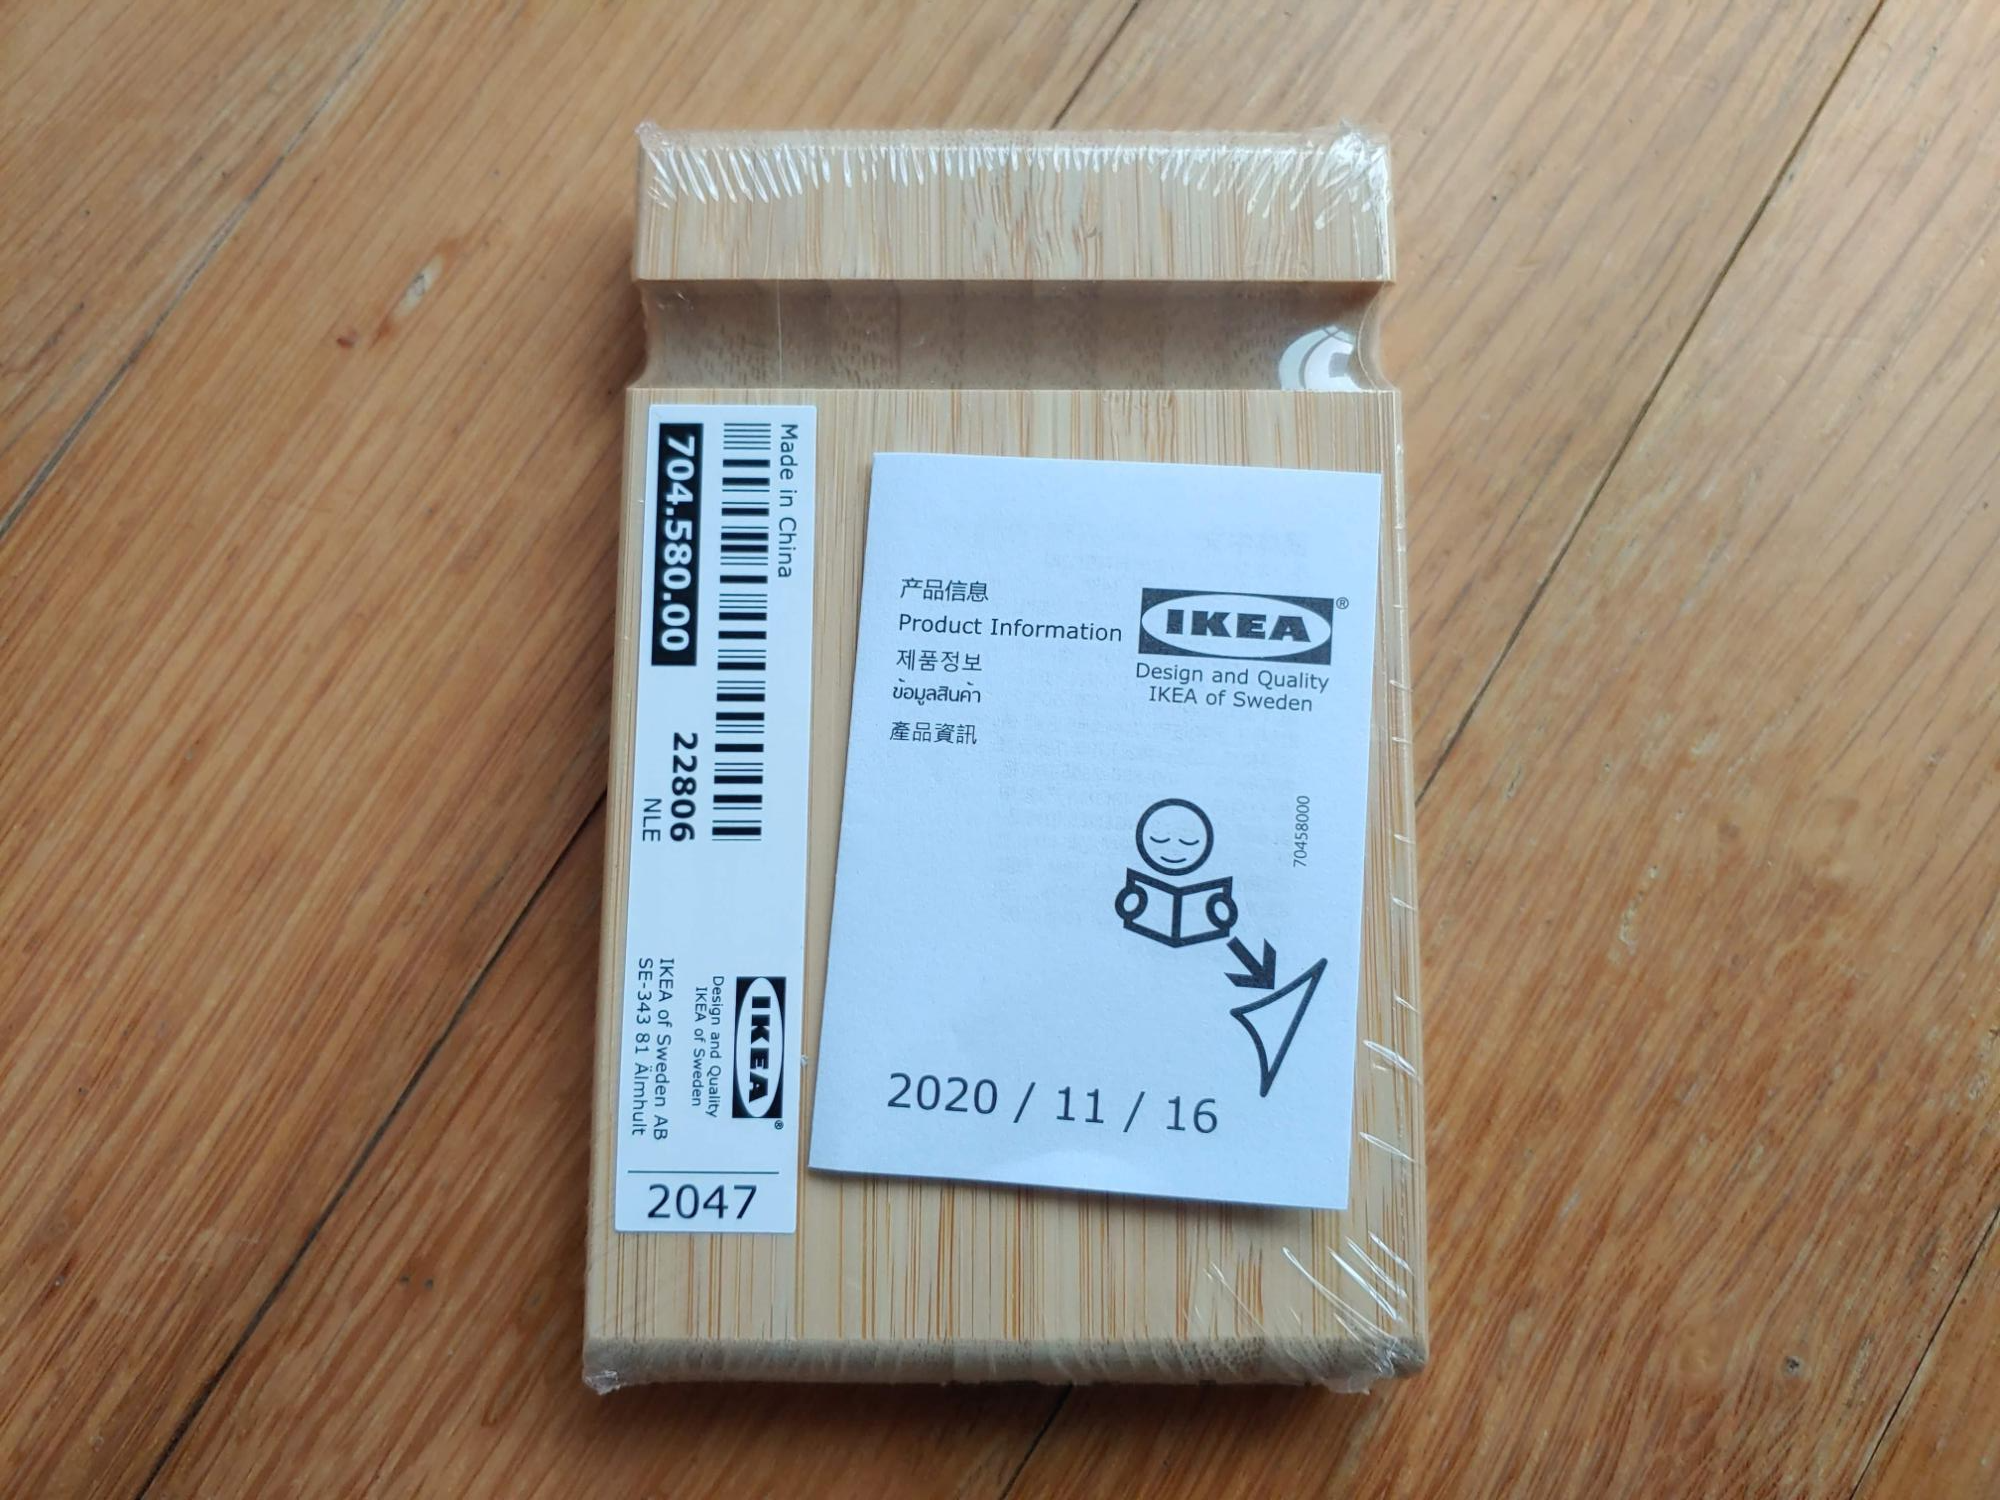 Made in China
704.580.00
22806
NLE
IKEA®
Design and Quality
IKEA of Sweden
IKEA of Sweden AB
SE-343 81 Älmhult
2047
产品信息
Product Information
제품정보
ข้อมูลสินค้า
產品資訊
IKEA®
Design and Quality
IKEA of Sweden
70458000
2020 / 11 / 16